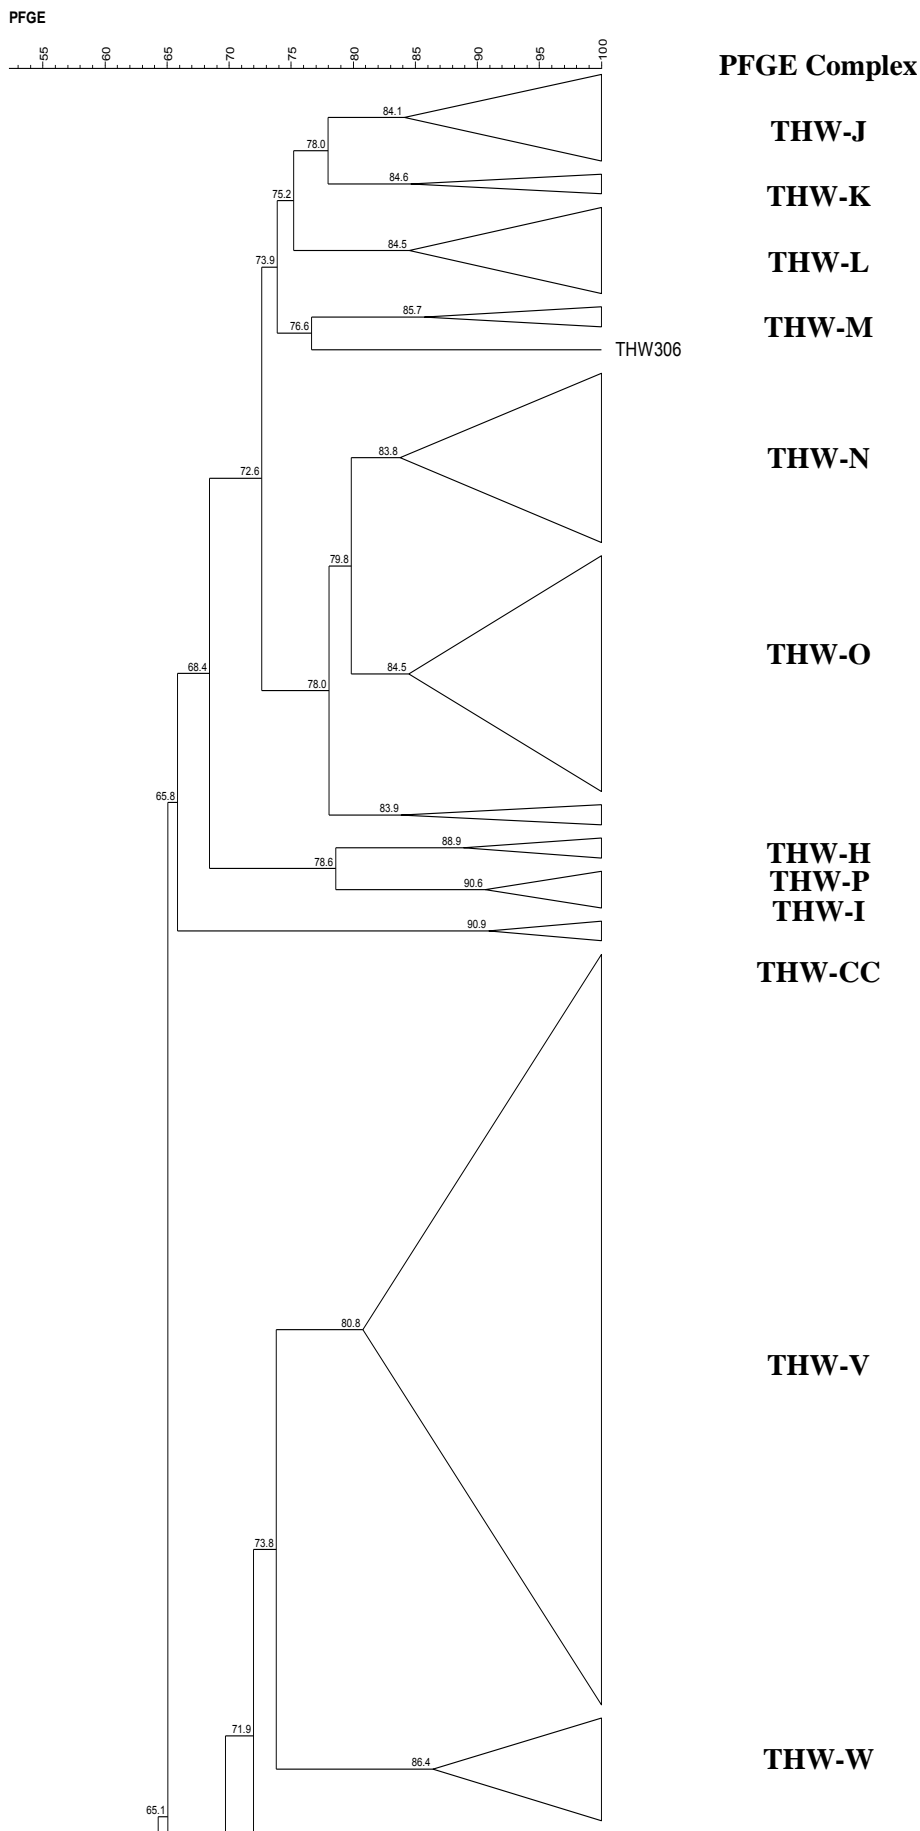 PFGE
55 60 65 70 75 80 85 90 95 100
PFGE Complex
84.1
THW-J
78.0
84.6
THW-K
75.2
84.5
THW-L
73.9
85.7
THW-M
76.6
THW306
83.8
THW-N
72.6
79.8
THW-O
68.4
84.5
78.0
65.8
83.9
88.9
THW-H
78.6
90.6
THW-P
THW-I
90.9
THW-CC
80.8
THW-V
73.8
71.9
86.4
THW-W
65.1